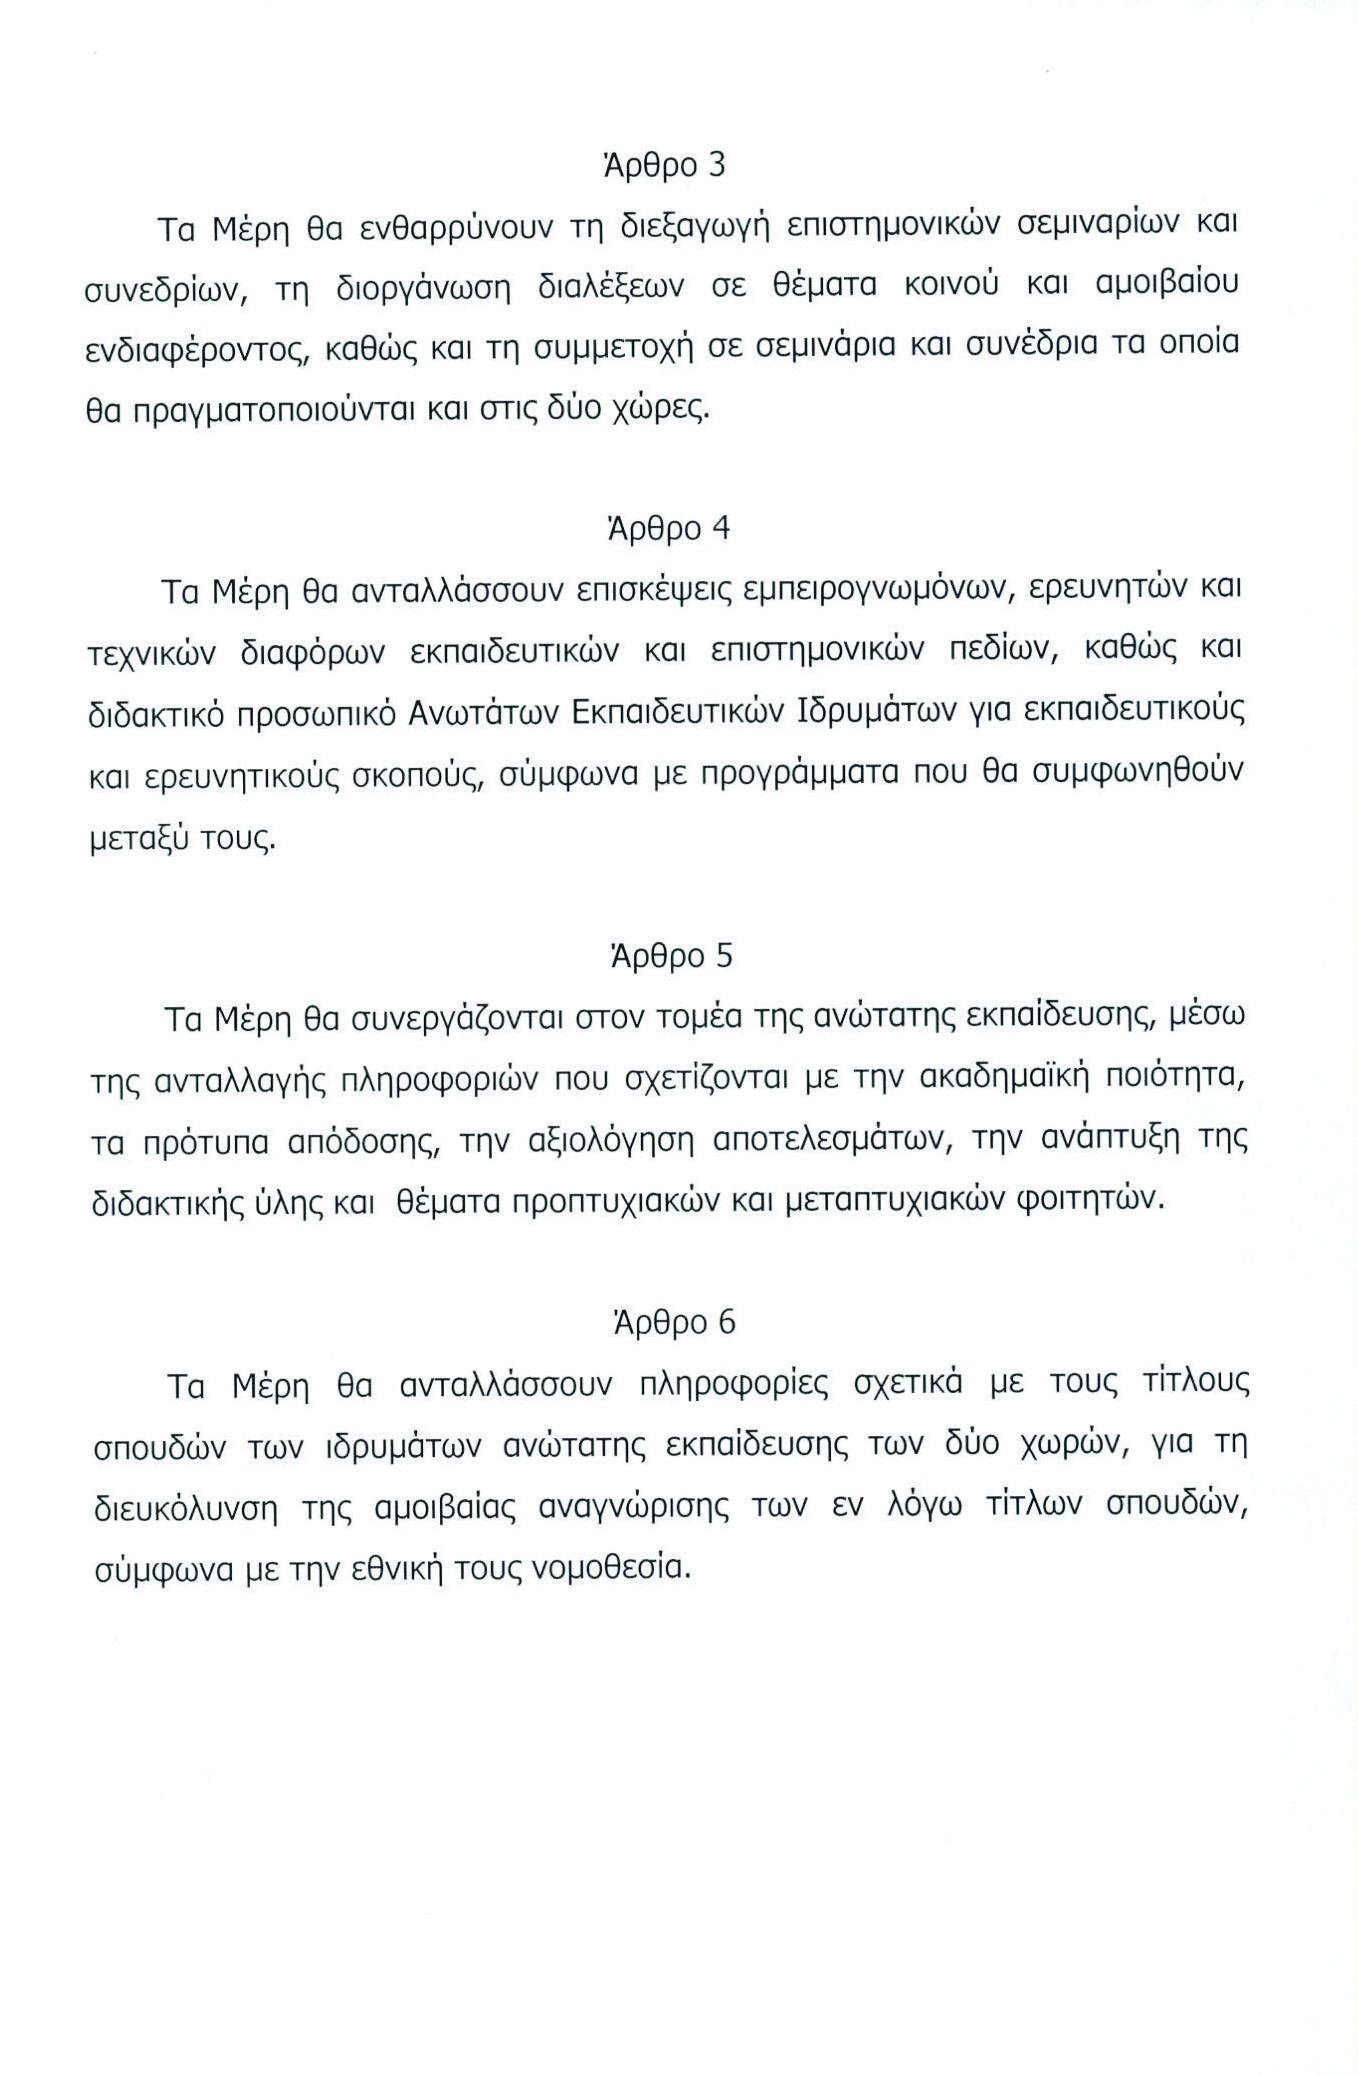 Άρθρο 3
Τα Μέρη θα ενθαρρύνουν τη διεξαγωγή επιστημονικών σεμιναρίων και
συνεδρίων, τη διοργάνωση διαλέξεων σε θέματα κοινού και αμοιβαίου
ενδιαφέροντος, καθώς και τη συμμετοχή σε σεμινάρια και συνέδρια τα οποία
θα πραγματοποιούνται και στις δύο χώρες.
Άρθρο 4
Τα Μέρη θα ανταλλάσσουν επισκέψεις εμπειρογνωμόνων, ερευνητών και
τεχνικών διαφόρων εκπαιδευτικών και επιστημονικών πεδίων, καθώς και
διδακτικό προσωπικό Ανωτάτων Εκπαιδευτικών Ιδρυμάτων για εκπαιδευτικούς
και ερευνητικούς σκοπούς, σύμφωνα με προγράμματα που θα συμφωνηθούν
μεταξύ τους.
Άρθρο 5
Τα Μέρη θα συνεργάζονται στον τομέα της ανώτατης εκπαίδευσης, μέσω
της ανταλλαγής πληροφοριών που σχετίζονται με την ακαδημαϊκή ποιότητα,
τα πρότυπα απόδοσης, την αξιολόγηση αποτελεσμάτων, την ανάπτυξη της
διδακτικής ύλης και θέματα προπτυχιακών και μεταπτυχιακών φοιτητών.
Άρθρο 6
Τα Μέρη θα ανταλλάσσουν πληροφορίες σχετικά με τους τίτλους
σπουδών των ιδρυμάτων ανώτατης εκπαίδευσης των δύο χωρών, για τη
διευκόλυνση της αμοιβαίας αναγνώρισης των εν λόγω τίτλων σπουδών,
σύμφωνα με την εθνική τους νομοθεσία.